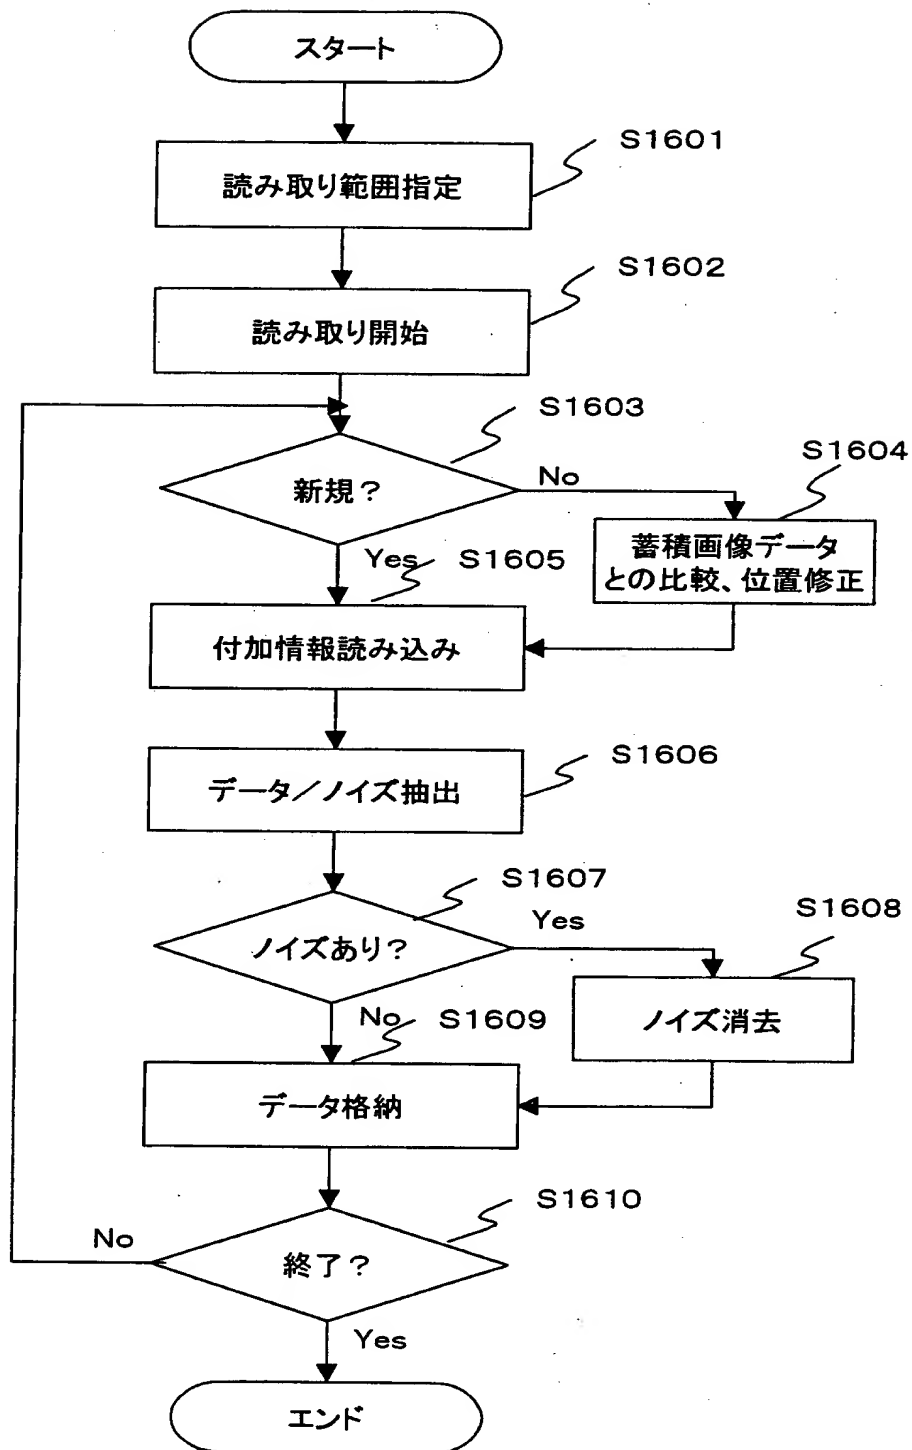 スタート
S1601
読み取り範囲指定
S1602
読み取り開始
S1603
新規？
No
S1604
蓄積画像データ
との比較、位置修正
Yes
S1605
付加情報読み込み
S1606
データ／ノイズ抽出
S1607
ノイズあり？
Yes
S1608
ノイズ消去
No
S1609
データ格納
S1610
終了？
No
Yes
エンド